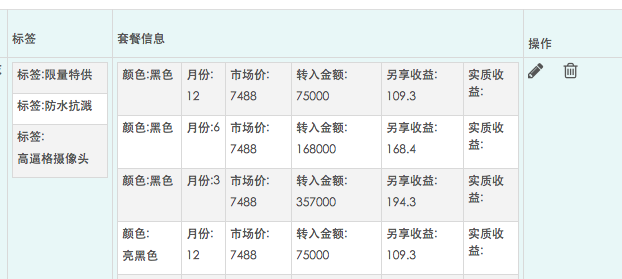 标签
套餐信息
操作
标签:限量特供
标签:防水抗溅
标签:
高逼格摄像头
颜色:黑色 月份: 市场价: 转入金额: 另享收益: 实质收
12 7488 75000 109.3 益:
颜色:黑色 月份:6 市场价: 转入金额: 另享收益: 实质收
7488 168000 168.4 益:
颜色:黑色 月份:3 市场价: 转入金额: 另享收益: 实质收
7488 357000 194.3 益:
颜色: 月份: 市场价: 转入金额: 另享收益: 实质收
亮黑色 12 7488 75000 109.3 益: